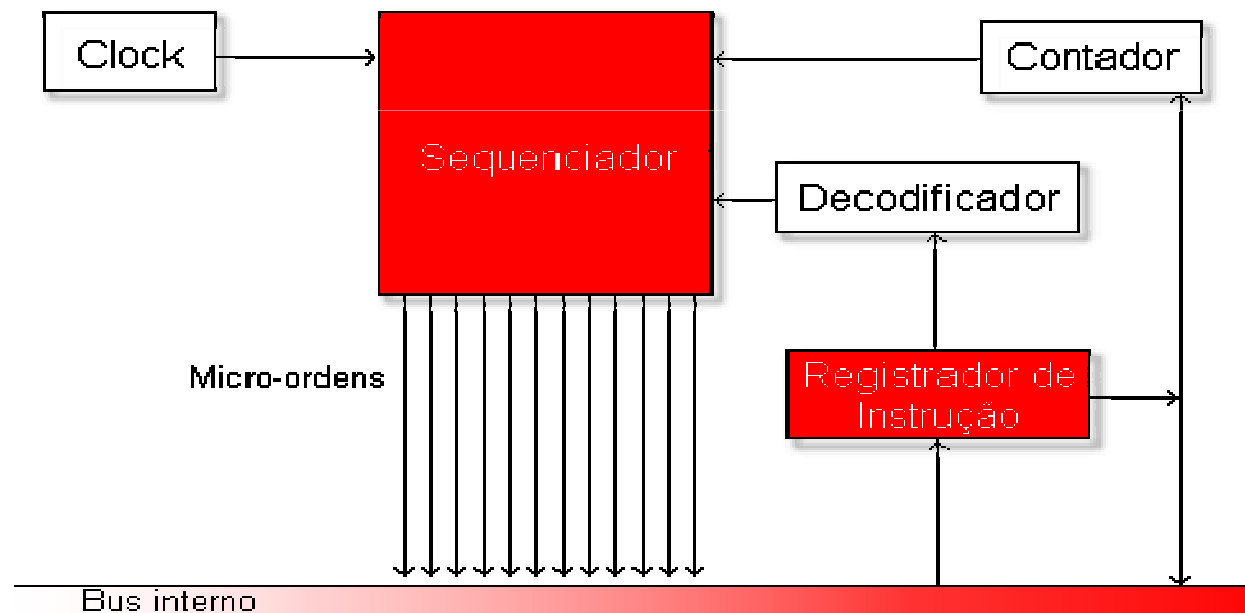 Clock
Sequenciador
Contador
Decodificador
Micro-ordens
Registrador de
Instrução
Bus interno